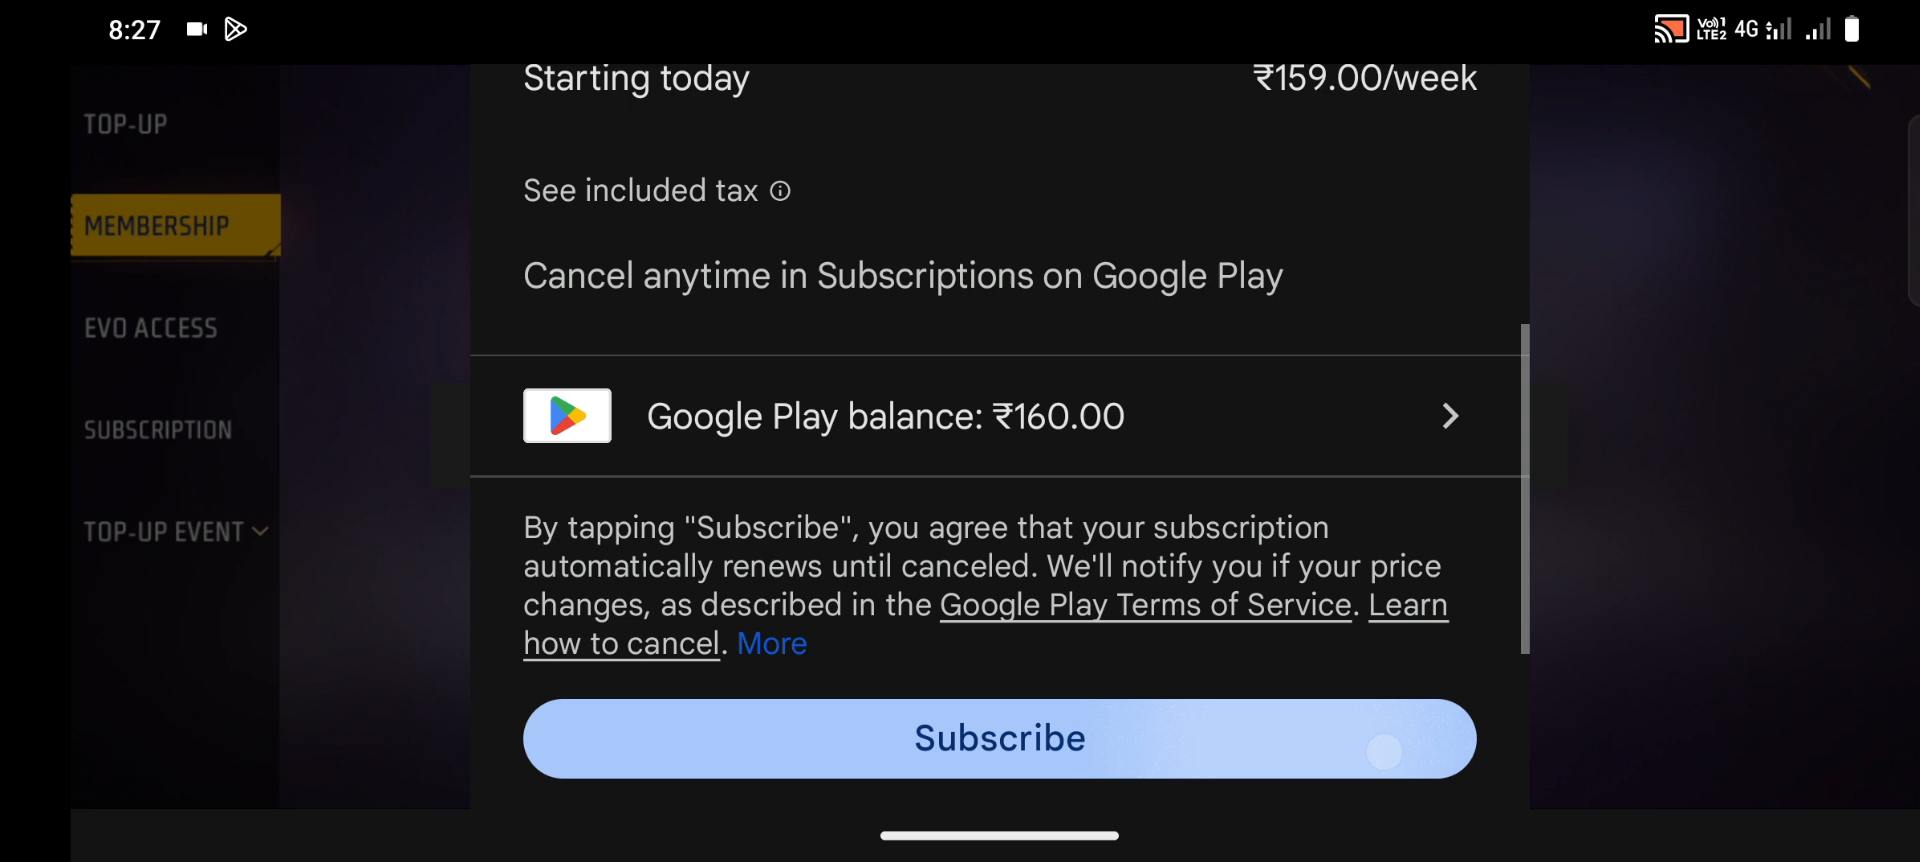 8:27
Vo)) 1
LTE2 4G
Starting today ₹159.00/week
TOP-UP
See included tax
MEMBERSHIP
Cancel anytime in Subscriptions on Google Play
EVO ACCESS
Google Play balance: ₹160.00
SUBSCRIPTION
TOP-UP EVENT
By tapping "Subscribe", you agree that your subscription
automatically renews until canceled. We'll notify you if your price
changes, as described in the Google Play Terms of Service. Learn
how to cancel. More
Subscribe